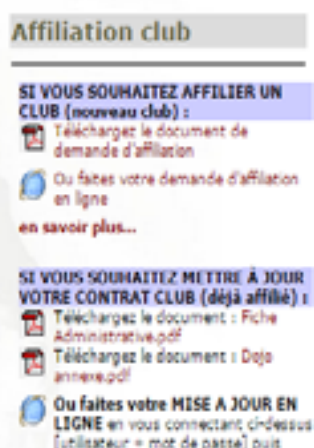 Affiliation club
SI VOUS SOUHAITEZ AFFILIER UN
CLUB (nouveau club) :
Téléchargez le document de
demande d'affiliation
Ou faites votre demande d'affiliation
en ligne
en savoir plus...
SI VOUS SOUHAITEZ METTRE À JOUR
VOTRE CONTRAT CLUB (déjà affilié) :
Téléchargez le document : Fiche
Administrative.pdf
Téléchargez le document : Dojo
annexe.pdf
Ou faites votre MISE A JOUR EN
LIGNE en vous connectant ci-dessus
[utilisateur + mot de passe] puis